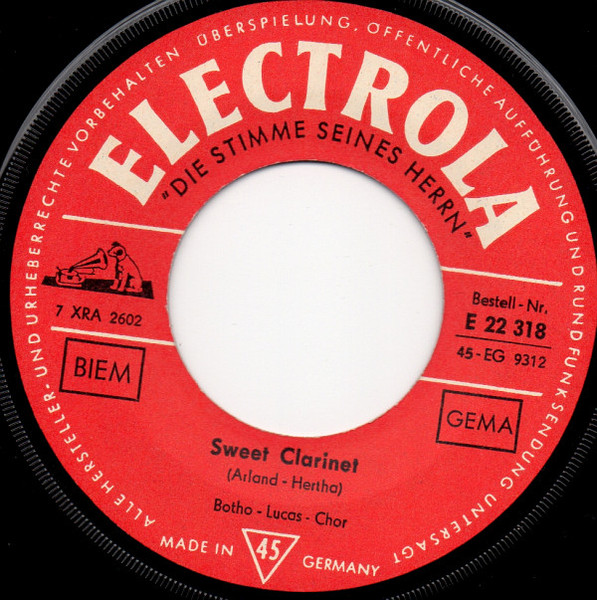 ALLE HERSTELLER- UND URHEBERRECHTE VORBEHALTEN ÜBERSPIELUNG, ÖFFENTLICHE AUFFÜHRUNG UND RUNDFUNKSENDUNG UNTERSAGT
ELECTROLA
"DIE STIMME SEINES HERRN"
7 XRA 2602
Bestell-Nr.
E 22 318
45-EG 9312
BIEM
GEMA
Sweet Clarinet
(Arland - Hertha)
Botho - Lucas - Chor
MADE IN 45 GERMANY